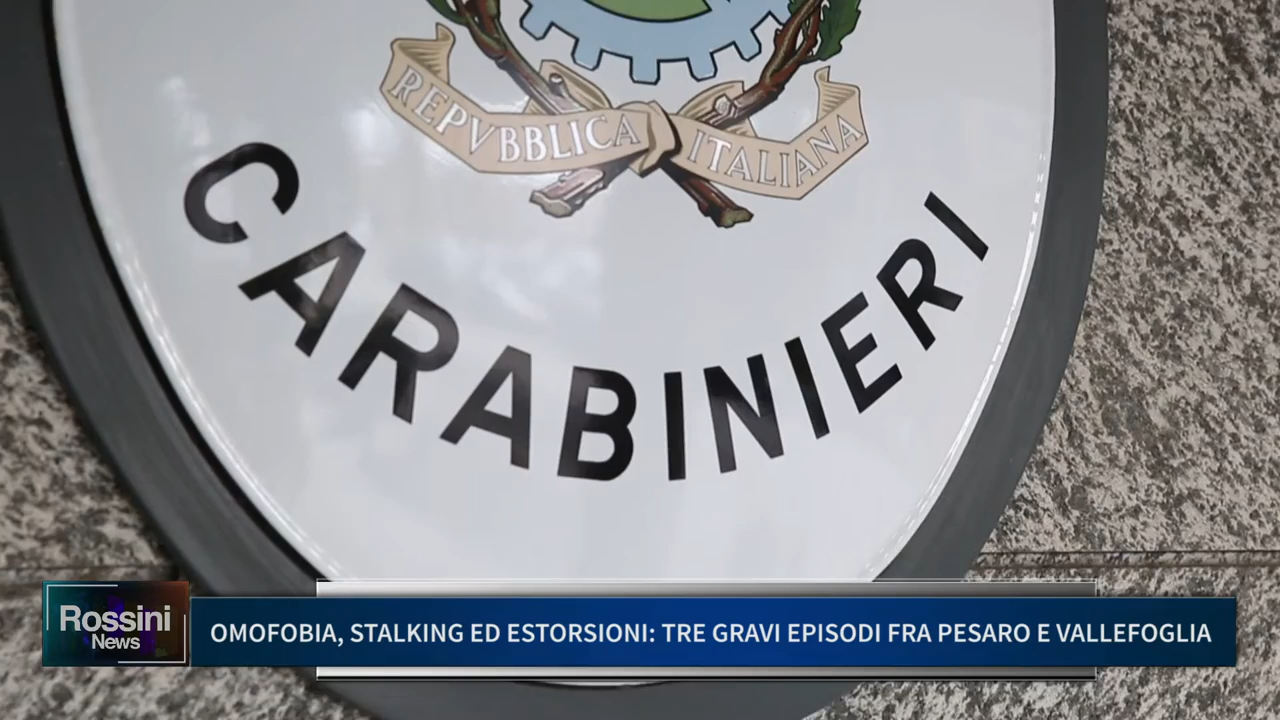 REPVBBLICA ITALIANA
CARABINIERI
Rossini
News
OMOFOBIA, STALKING ED ESTORSIONI: TRE GRAVI EPISODI FRA PESARO E VALLEFOGLIA